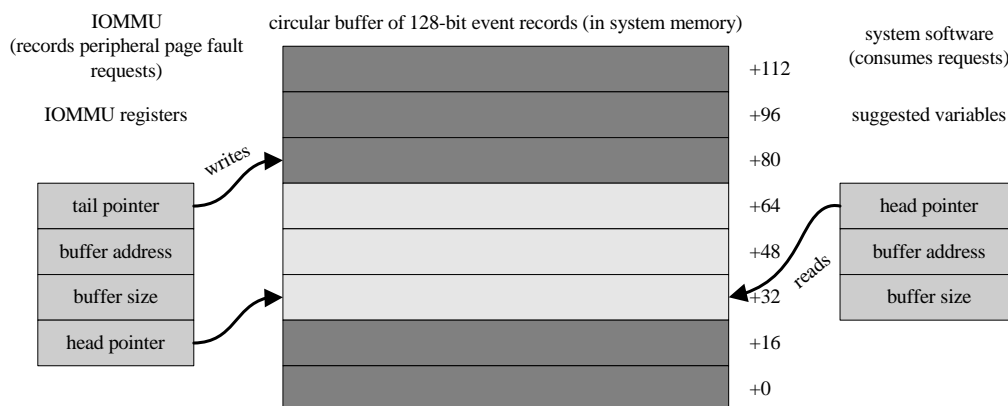 IOMMU
(records peripheral page fault
requests)
circular buffer of 128-bit event records (in system memory)
system software
(consumes requests)
IOMMU registers
suggested variables
+112
+96
+80
+64
+48
+32
+16
+0
writes
reads
tail pointer
buffer address
buffer size
head pointer
head pointer
buffer address
buffer size